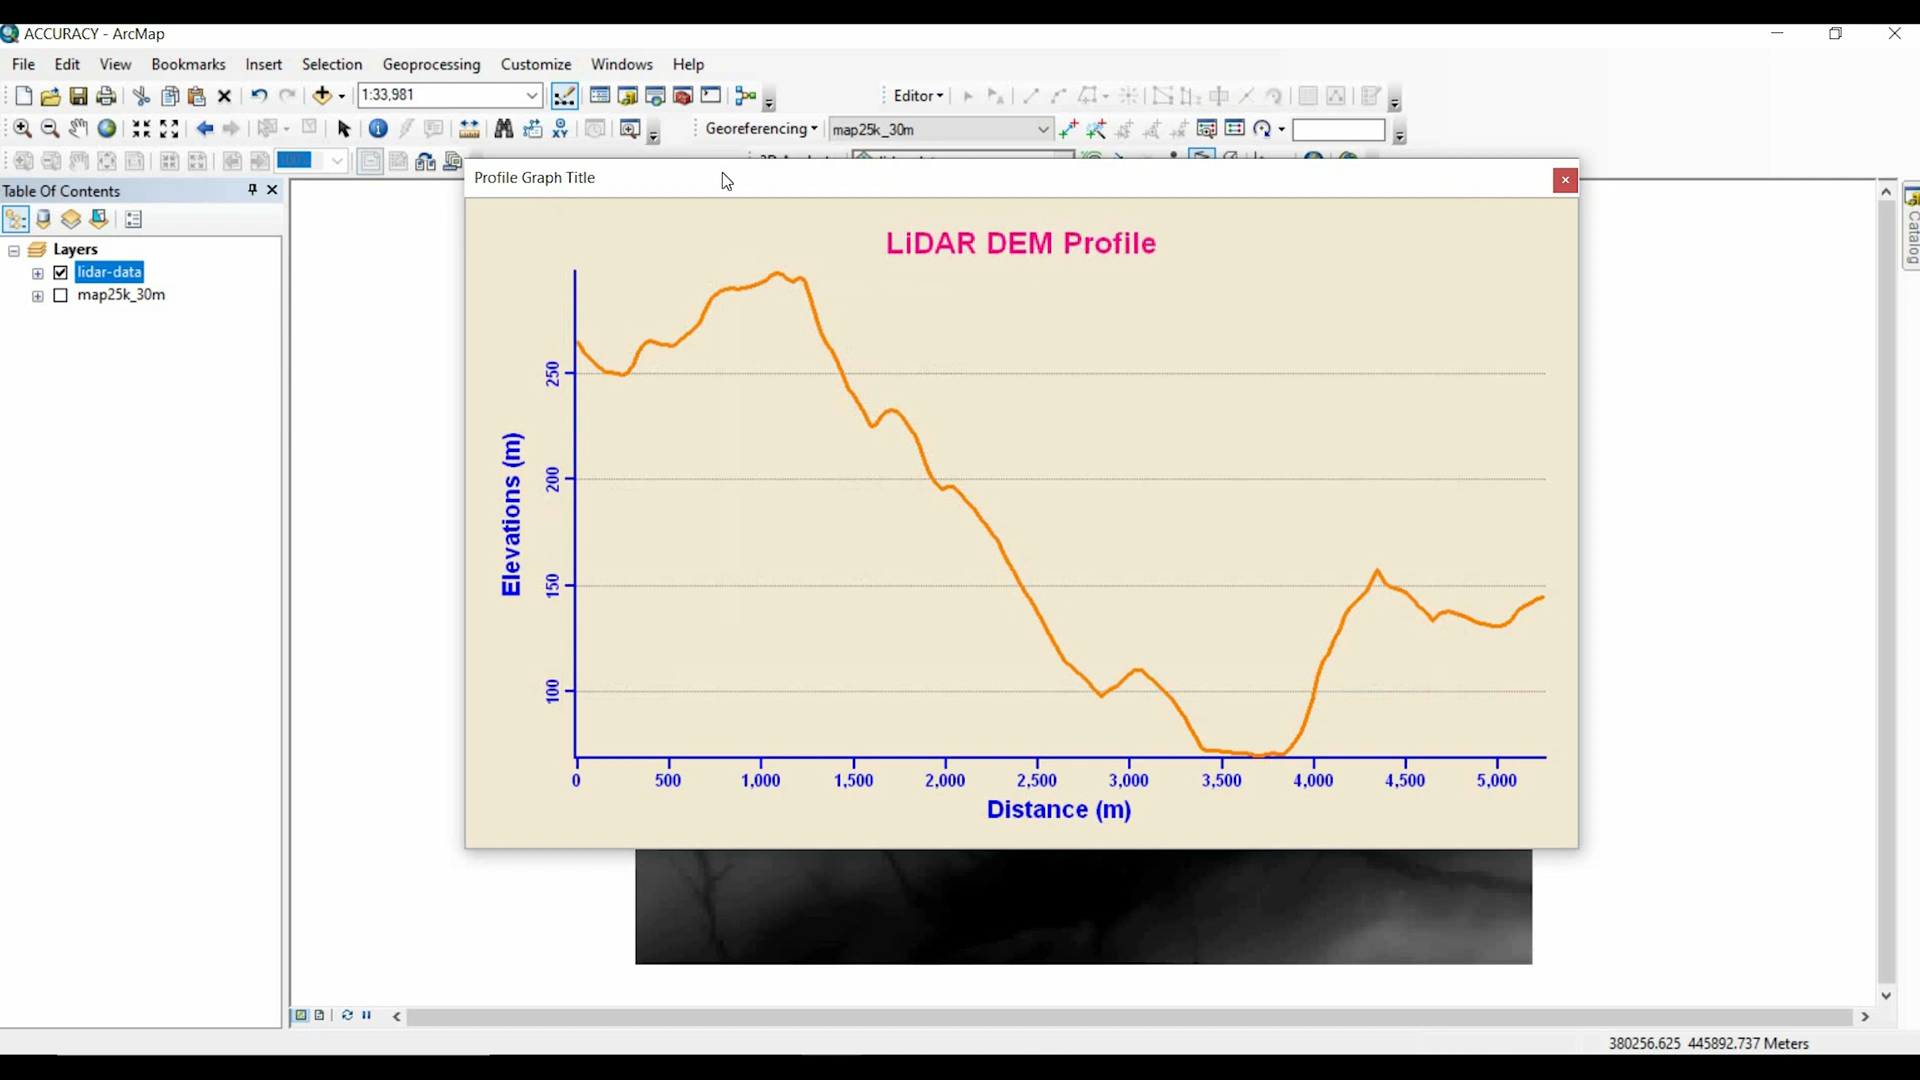 ACCURACY - ArcMap
File Edit View Bookmarks Insert Selection Geoprocessing Customize Windows Help
1:33,981
Editor
Georeferencing map25k_30m
XY
Table Of Contents
Profile Graph Title
Layers
lidar-data
map25k_30m
Catalog
LiDAR DEM Profile
Elevations (m)
250
200
150
100
0 500 1,000 1,500 2,000 2,500 3,000 3,500 4,000 4,500 5,000
Distance (m)
380256.625 445892.737 Meters